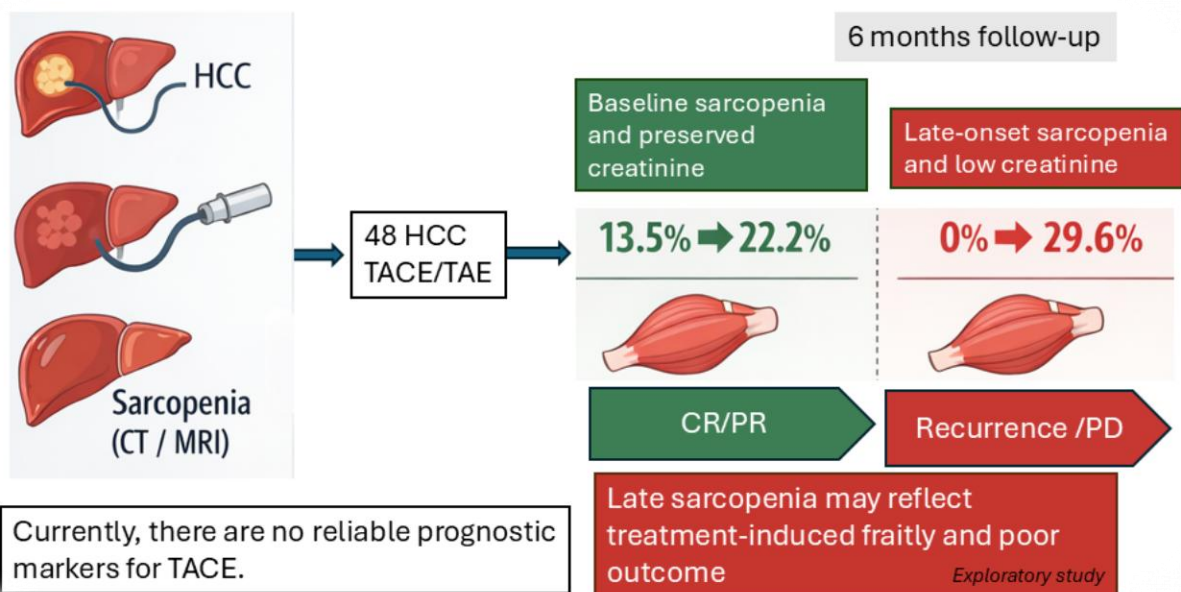 HCC
Sarcopenia
(CT / MRI)
48 HCC
TACE/TAE
6 months follow-up
Baseline sarcopenia
and preserved
creatinine
Late-onset sarcopenia
and low creatinine
13.5% ➡ 22.2%
0% ➡ 29.6%
CR/PR
Recurrence /PD
Currently, there are no reliable prognostic
markers for TACE.
Late sarcopenia may reflect
treatment-induced fraitly and poor
outcome
Exploratory study